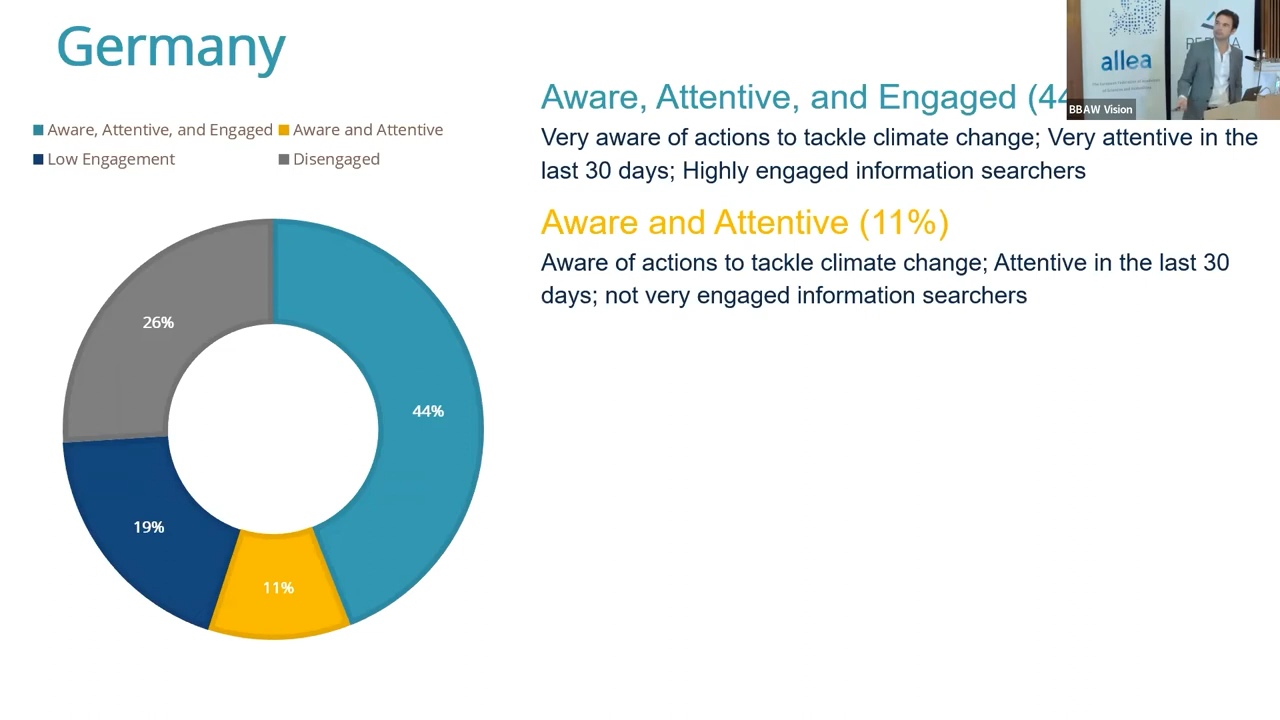 Germany
Aware, Attentive, and Engaged
Aware and Attentive
Low Engagement
Disengaged
26%
44%
19%
11%
Aware, Attentive, and Engaged (44
Very aware of actions to tackle climate change; Very attentive in the
last 30 days; Highly engaged information searchers
Aware and Attentive (11%)
Aware of actions to tackle climate change; Attentive in the last 30
days; not very engaged information searchers
allea
BBAW Vision